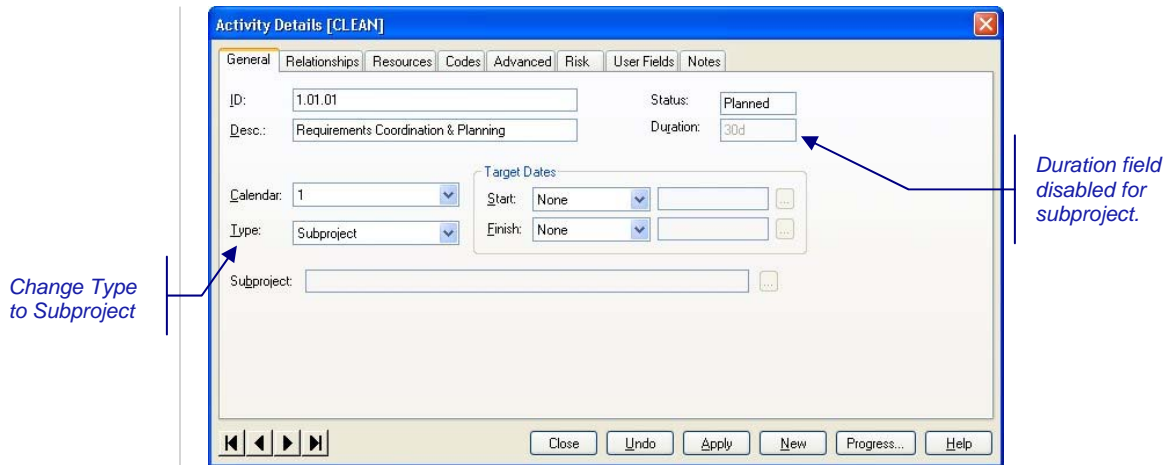 Activity Details [CLEAN]
General Relationships Resources Codes Advanced Risk User Fields Notes
ID: 1.01.01 Status: Planned
Desc.: Requirements Coordination & Planning Duration: 30d
Target Dates
Calendar: 1 Start: None ...
Type: Subproject Finish: None ...
Subproject: ...
Close Undo Apply New Progress... Help
Change Type
to Subproject
Duration field
disabled for
subproject.